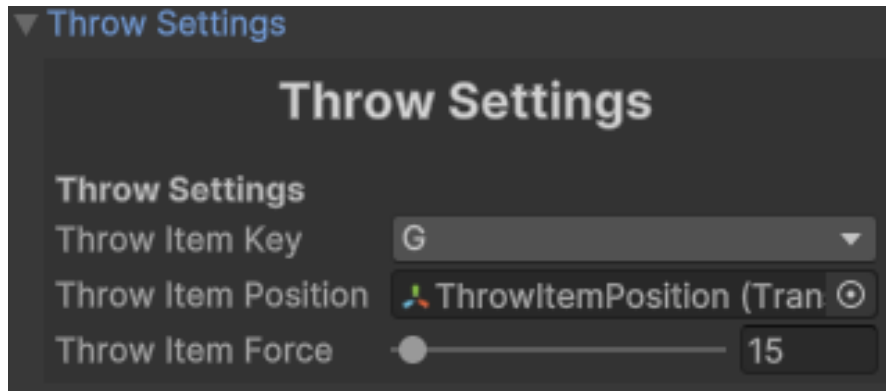 Throw Settings
Throw Settings
Throw Settings
Throw Item Key G
Throw Item Position ThrowItemPosition (Tran
Throw Item Force 15